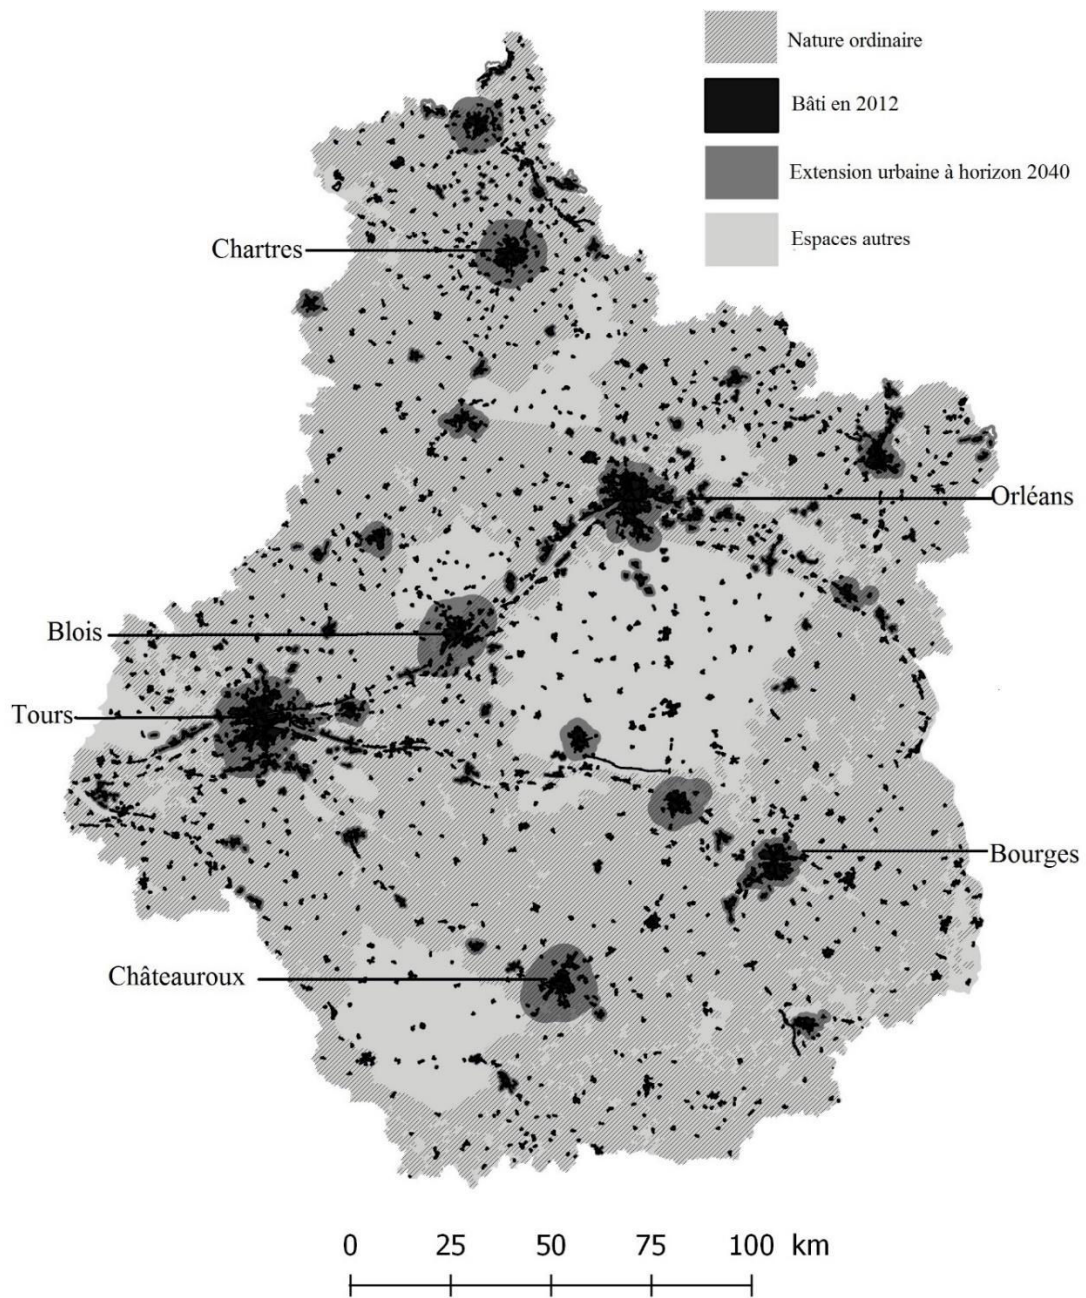 Nature ordinaire
Bâti en 2012
Extension urbaine à horizon 2040
Espaces autres
Chartres
Orléans
Blois
Tours
Bourges
Châteauroux
0 25 50 75 100 km